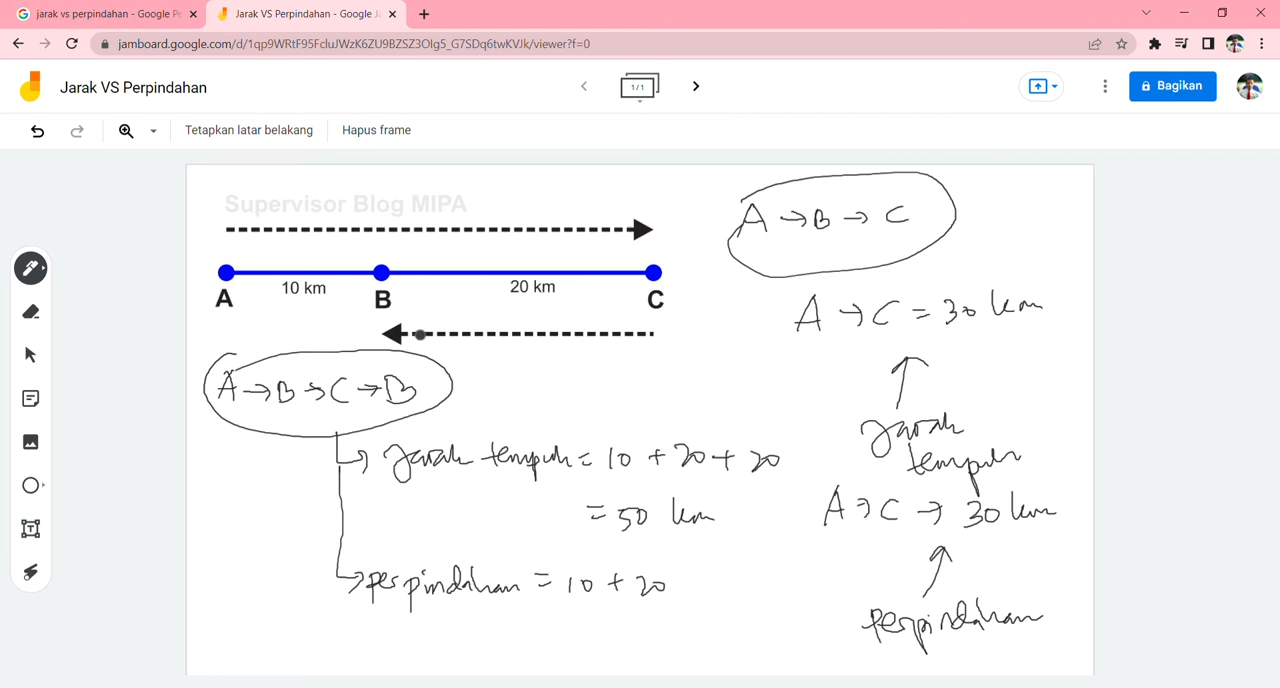 jarak vs perpindahan - Google Pe
Jarak VS Perpindahan - Google Ja
jamboard.google.com/d/1qp9WRtF95FcluJWzK6ZU9BZSZ3OIg5_G7SDq6twKVJk/viewer?f=0
Jarak VS Perpindahan
1/1
Bagikan
Tetapkan latar belakang
Hapus frame
Supervisor Blog MIPA
10 km
20 km
A
B
C
A → B → C
A → C = 30 km
Jarak
tempuh
A → C → 30 km
perpindahan
A → B → C → B
Jarak tempuh = 10 + 20 + 20
= 50 km
perpindahan = 10 + 20